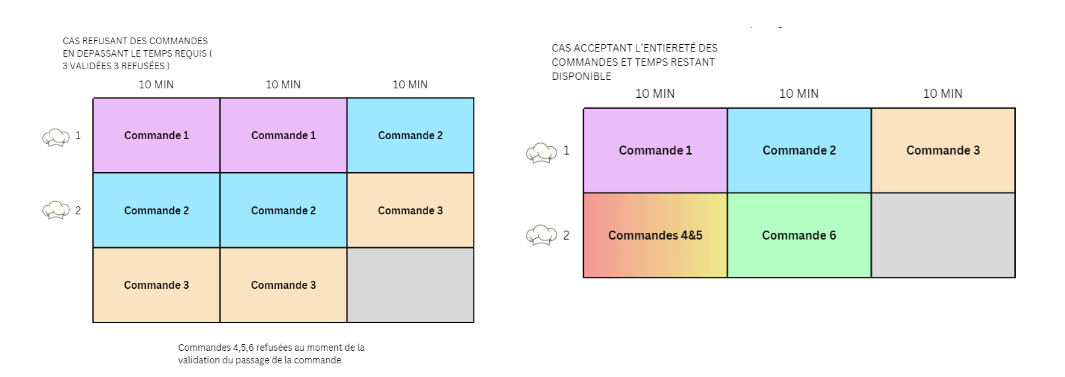 CAS REFUSANT DES COMMANDES
EN DEPASSANT LE TEMPS REQUIS (
3 VALIDÉES 3 REFUSÉES )
10 MIN 10 MIN 10 MIN
1 Commande 1 Commande 1 Commande 2
2 Commande 2 Commande 2 Commande 3
Commande 3 Commande 3
Commandes 4,5,6 refusées au moment de la
validation du passage de la commande
CAS ACCEPTANT L'ENTIERETÉ DES
COMMANDES ET TEMPS RESTANT
DISPONIBLE
10 MIN 10 MIN 10 MIN
1 Commande 1 Commande 2 Commande 3
2 Commandes 4&5 Commande 6